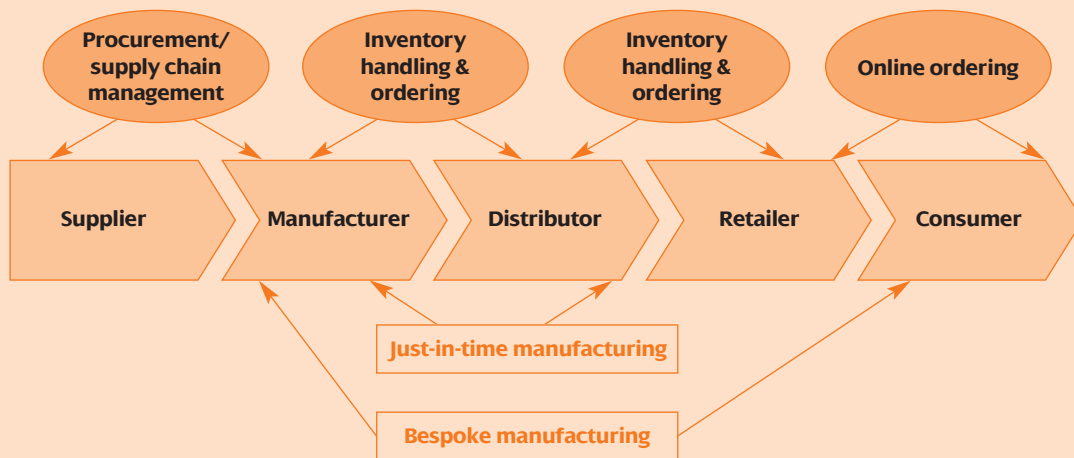 Procurement/
supply chain
management
Inventory
handling &
ordering
Inventory
handling &
ordering
Online ordering
Supplier
Manufacturer
Distributor
Retailer
Consumer
Just-in-time manufacturing
Bespoke manufacturing